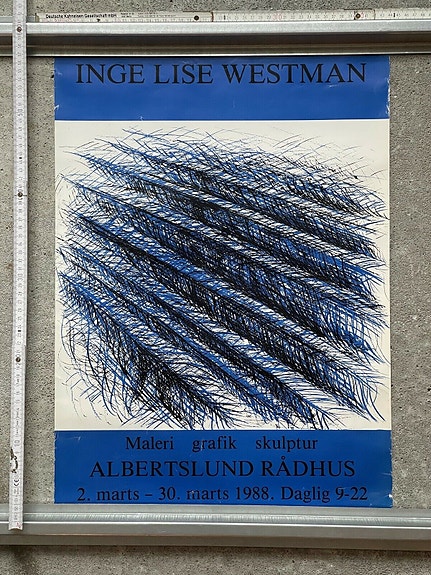 INGE LISE WESTMAN
Maleri grafik skulptur
ALBERTSLUND RÅDHUS
2. marts – 30. marts 1988. Daglig 9-22